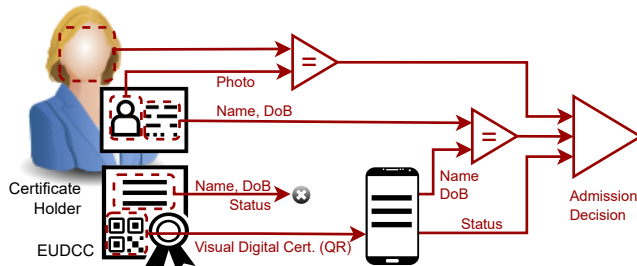 =
Photo
Name, DoB
=
Name
DoB
Certificate
Holder
Name, DoB
Status
Admission
Decision
Status
EUDCC
Visual Digital Cert. (QR)